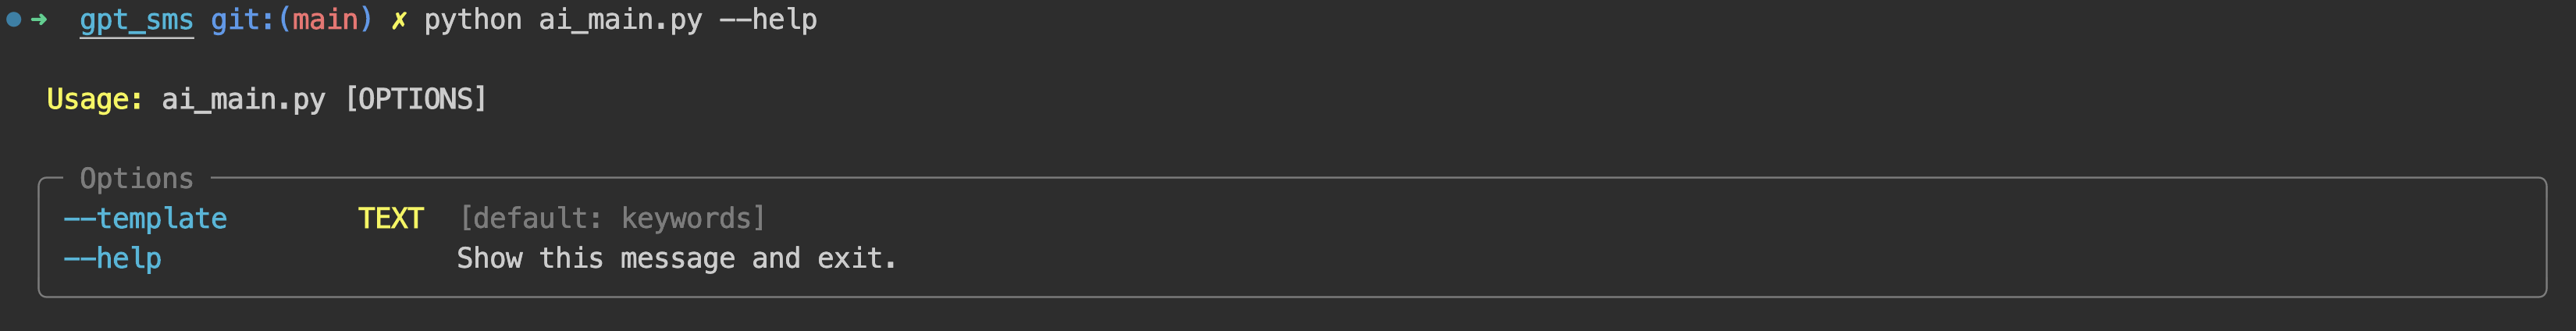 ➜ gpt_sms git:(main) ✗ python ai_main.py --help
Usage: ai_main.py [OPTIONS]
Options
--template TEXT [default: keywords]
--help Show this message and exit.